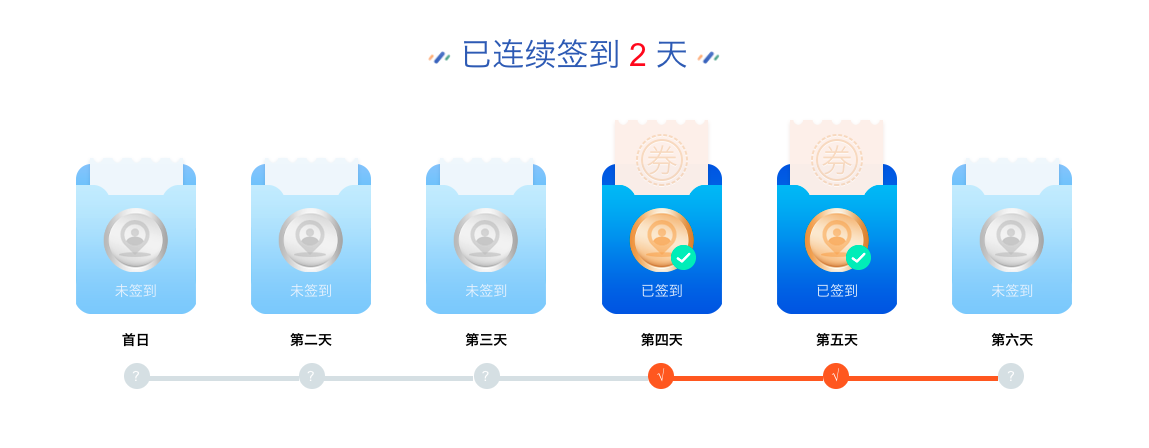 已连续签到 2 天
券 券
未签到 未签到 未签到 已签到 已签到 未签到
首日 第二天 第三天 第四天 第五天 第六天
? ? ? √ √ ?